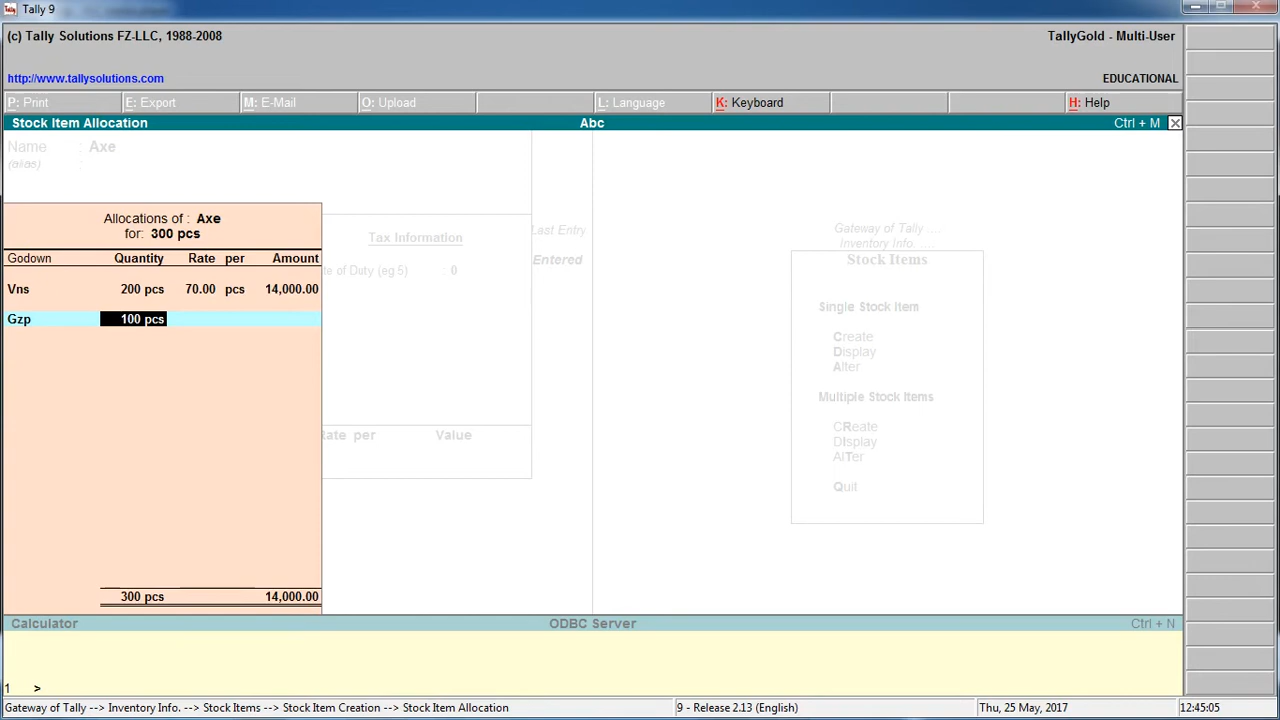 Tally 9
(c) Tally Solutions FZ-LLC, 1988-2008
TallyGold - Multi-User
http://www.tallysolutions.com
EDUCATIONAL
P: Print
E: Export
M: E-Mail
O: Upload
L: Language
K: Keyboard
H: Help
Stock Item Allocation
Abc
Ctrl + M
Name : Axe
(alias) :
Allocations of : Axe
for: 300 pcs
Godown Quantity Rate per Amount
Vns 200 pcs 70.00 pcs 14,000.00
Gzp 100 pcs
300 pcs 14,000.00
Tax Information
te of Duty (eg 5) : 0
Last Entry
Entered
Rate per Value
Gateway of Tally ....
Inventory Info. ....
Stock Items
Single Stock Item
Create
Display
Alter
Multiple Stock Items
CReate
DIsplay
AlTer
Quit
Calculator
ODBC Server
Ctrl + N
1 >
Gateway of Tally --> Inventory Info. --> Stock Items --> Stock Item Creation --> Stock Item Allocation
9 - Release 2.13 (English)
Thu, 25 May, 2017
12:45:05